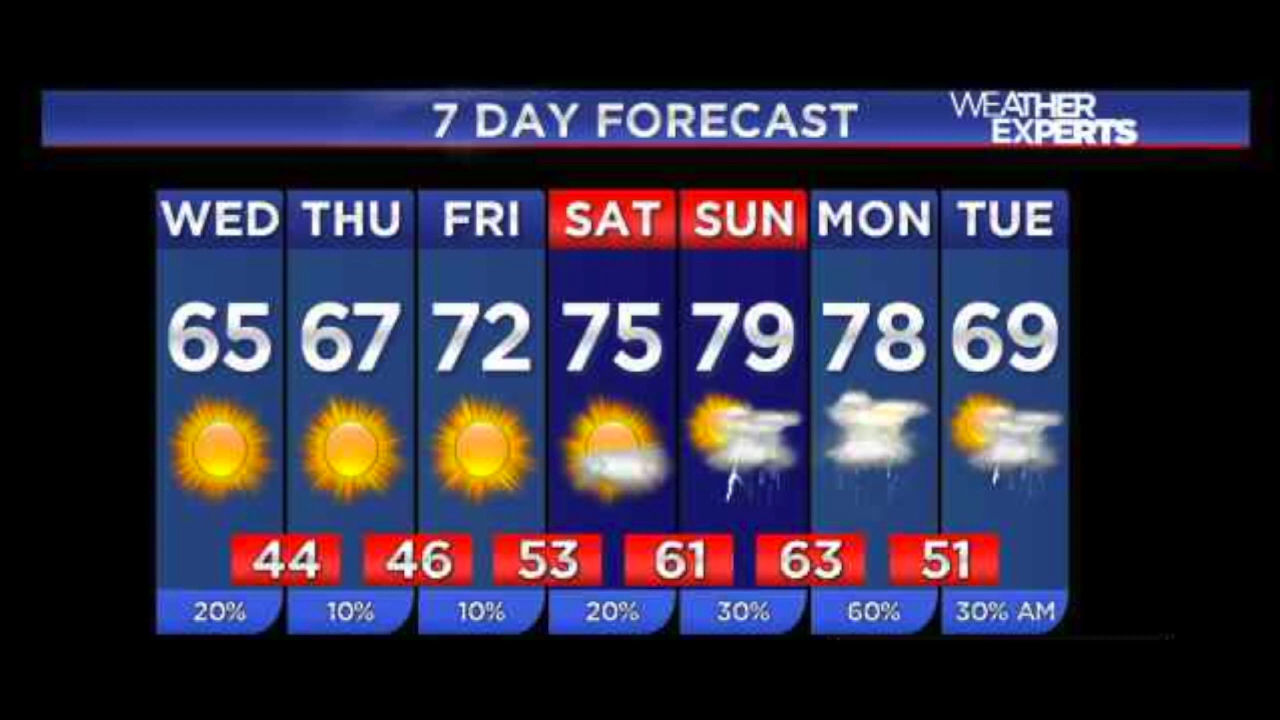 7 DAY FORECAST
WEATHER
EXPERTS
WED THU FRI SAT SUN MON TUE
65 67 72 75 79 78 69
44 46 53 61 63 51
20% 10% 10% 20% 30% 60% 30% AM